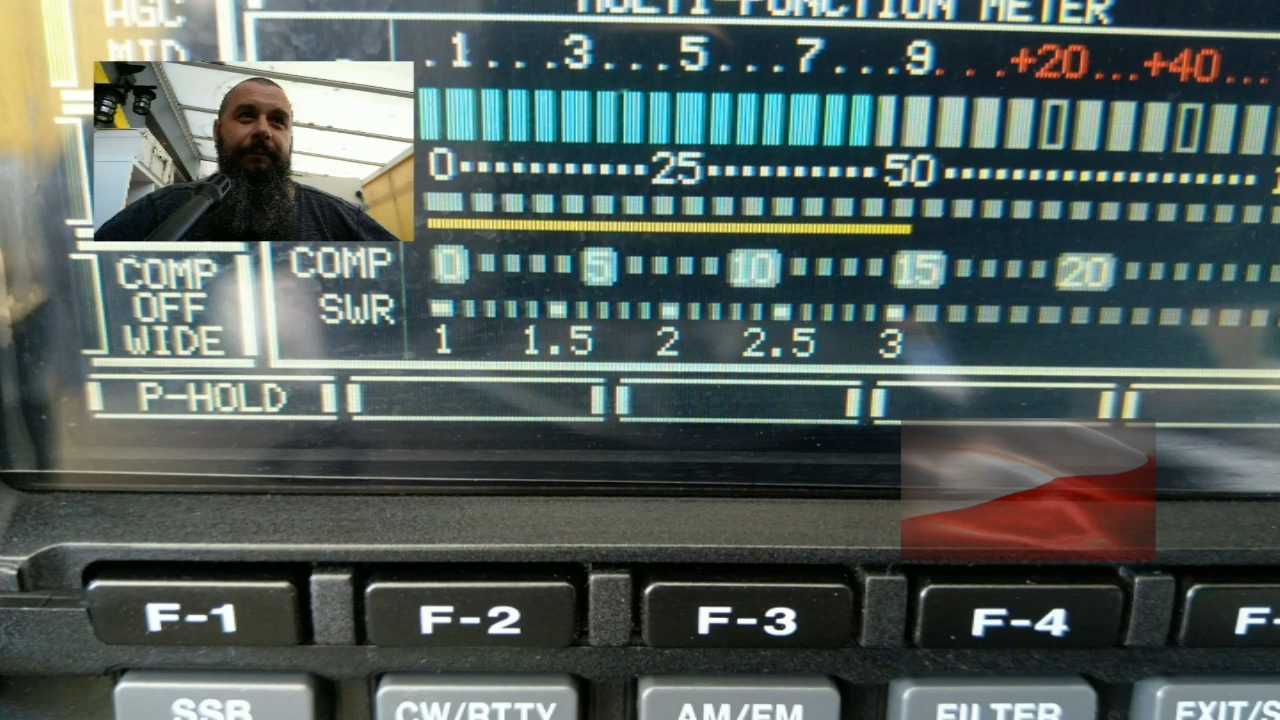 AGC
MID
MULTI-FUNCTION METER
1...3...5...7...9...+20...+40...
0 25 50
COMP
OFF
WIDE
COMP 0 5 10 15 20
SWR
1 1.5 2 2.5 3
P-HOLD
F-1 F-2 F-3 F-4
SSB CW/RTTY AM/FM FILTER